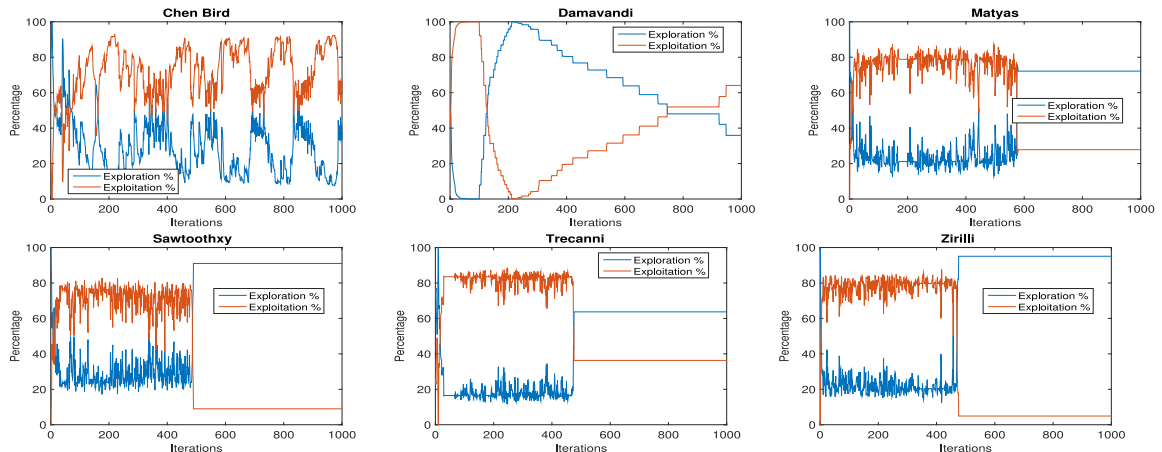 Chen Bird
100
80
60
40
20
0
Percentage
Exploration %
Exploitation %
0 200 400 600 800 1000
Iterations
Damavandi
100
80
60
40
20
0
Percentage
Exploration %
Exploitation %
0 200 400 600 800 1000
Iterations
Matyas
100
80
60
40
20
0
Percentage
Exploration %
Exploitation %
0 200 400 600 800 1000
Iterations
Sawtoothxy
100
80
60
40
20
0
Percentage
Exploration %
Exploitation %
0 200 400 600 800 1000
Iterations
Trecanni
100
80
60
40
20
0
Percentage
Exploration %
Exploitation %
0 200 400 600 800 1000
Iterations
Zirilli
100
80
60
40
20
0
Percentage
Exploration %
Exploitation %
0 200 400 600 800 1000
Iterations